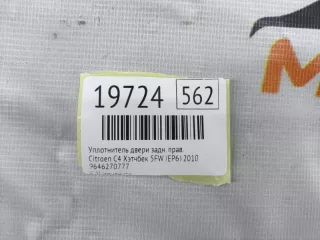 19724 562
Уплотнитель двери задн. прав.
Citroen C4 Хэтчбек 5FW (EP6) 2010
9646270777
M